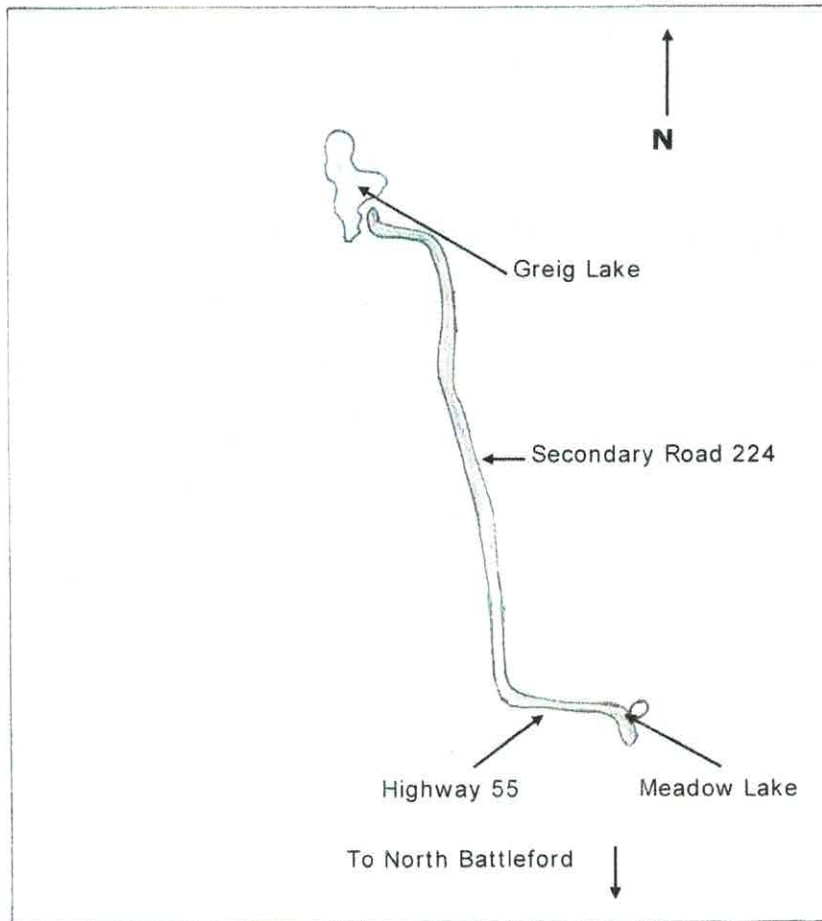 N
Greig Lake
Secondary Road 224
Highway 55
Meadow Lake
To North Battleford